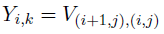 Y_{i,k} = V_{(i+1,j),(i,j)}